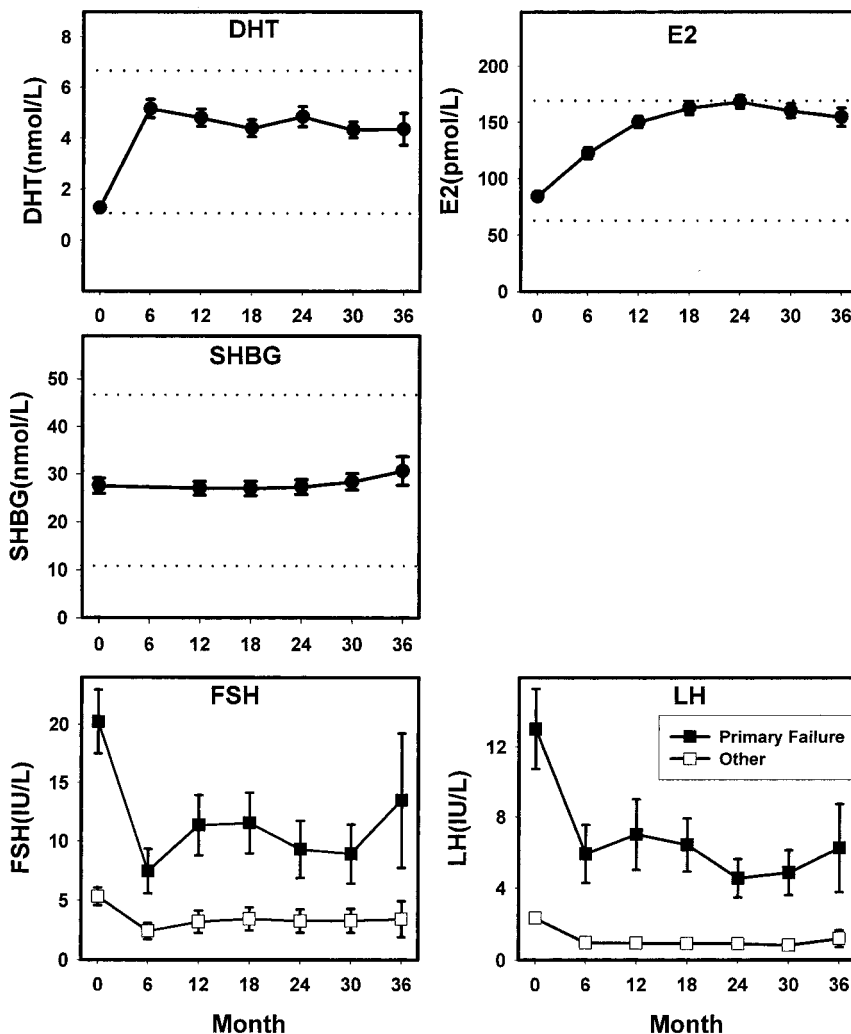 DHT
DHT(nmol/L)
8
6
4
2
0
0 6 12 18 24 30 36
E2
E2(pmol/L)
200
150
100
50
0
0 6 12 18 24 30 36
SHBG
SHBG(nmol/L)
50
40
30
20
10
0
0 6 12 18 24 30 36
FSH
FSH(IU/L)
20
15
10
5
0
0 6 12 18 24 30 36
Month
LH
LH(IU/L)
Primary Failure
Other
12
8
4
0
0 6 12 18 24 30 36
Month